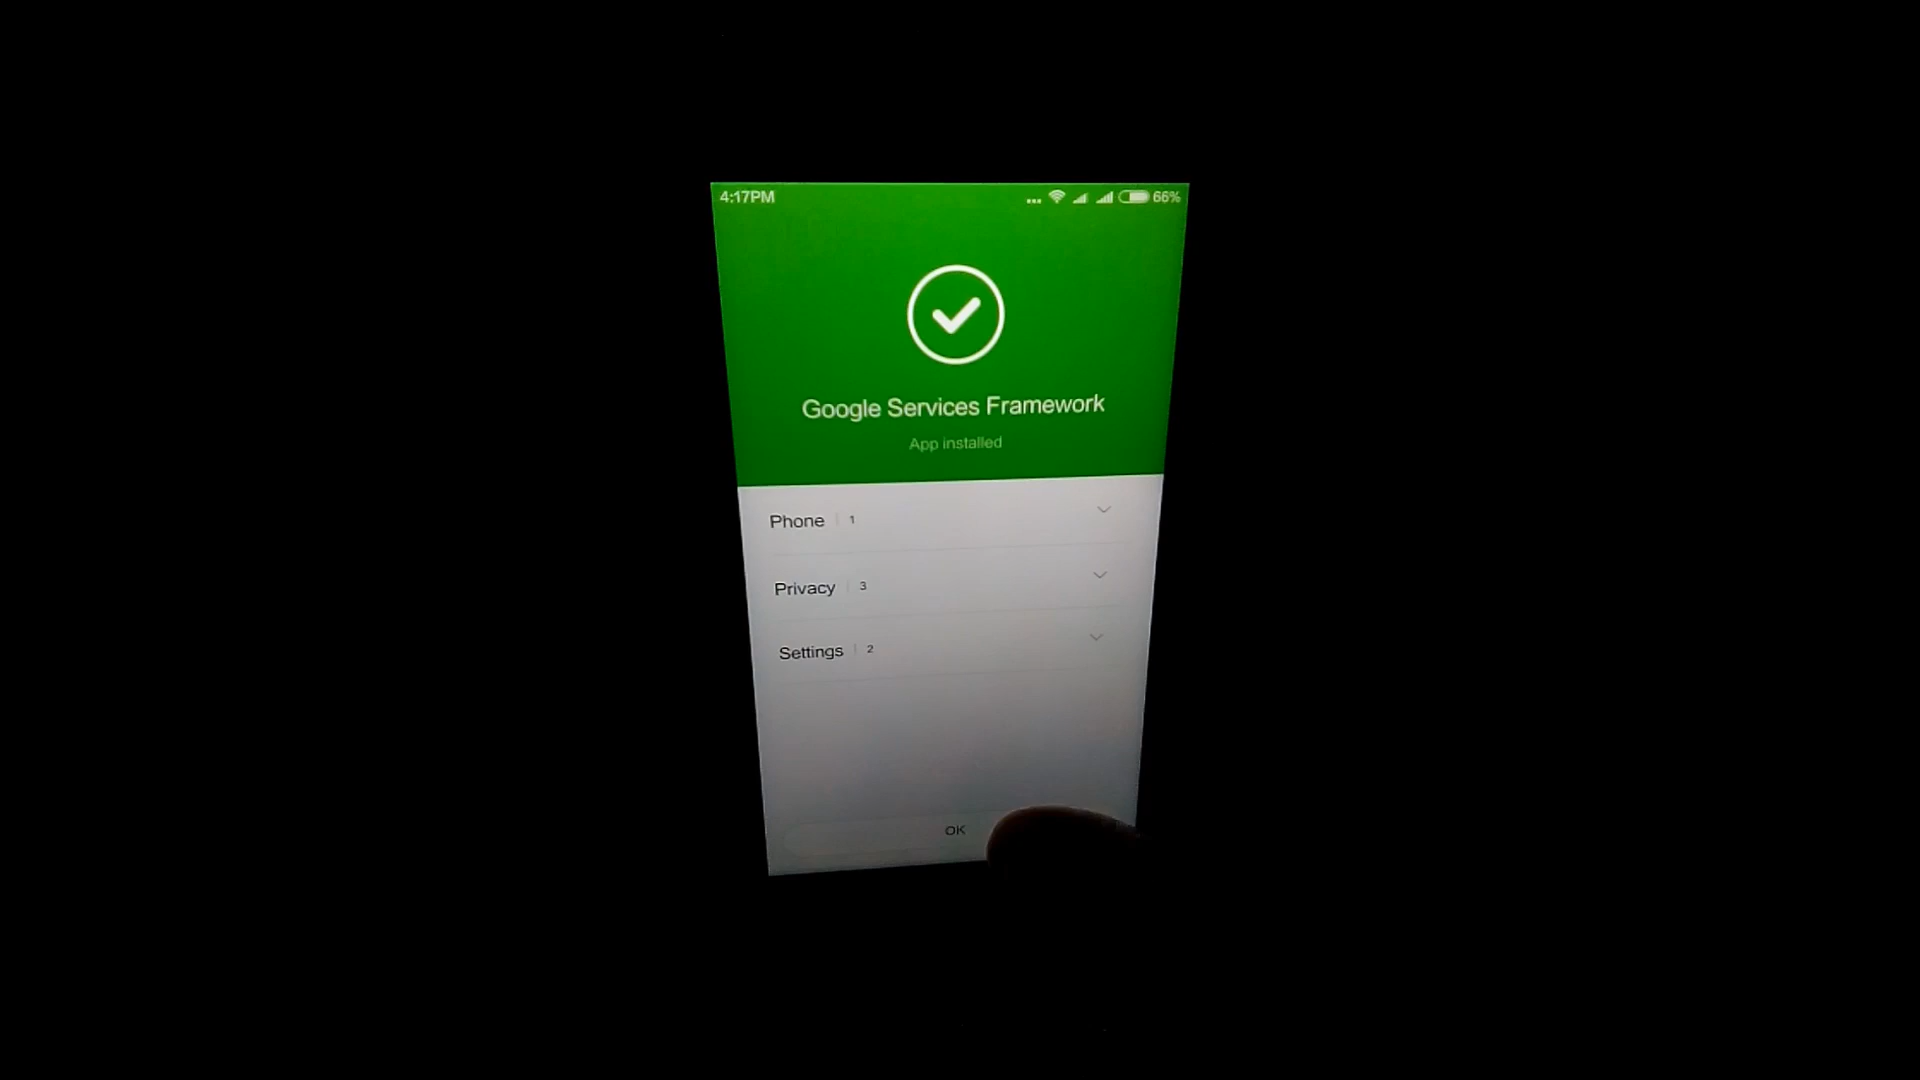 4:17PM ... 66%
Google Services Framework
App installed
Phone 1
Privacy 3
Settings 2
OK